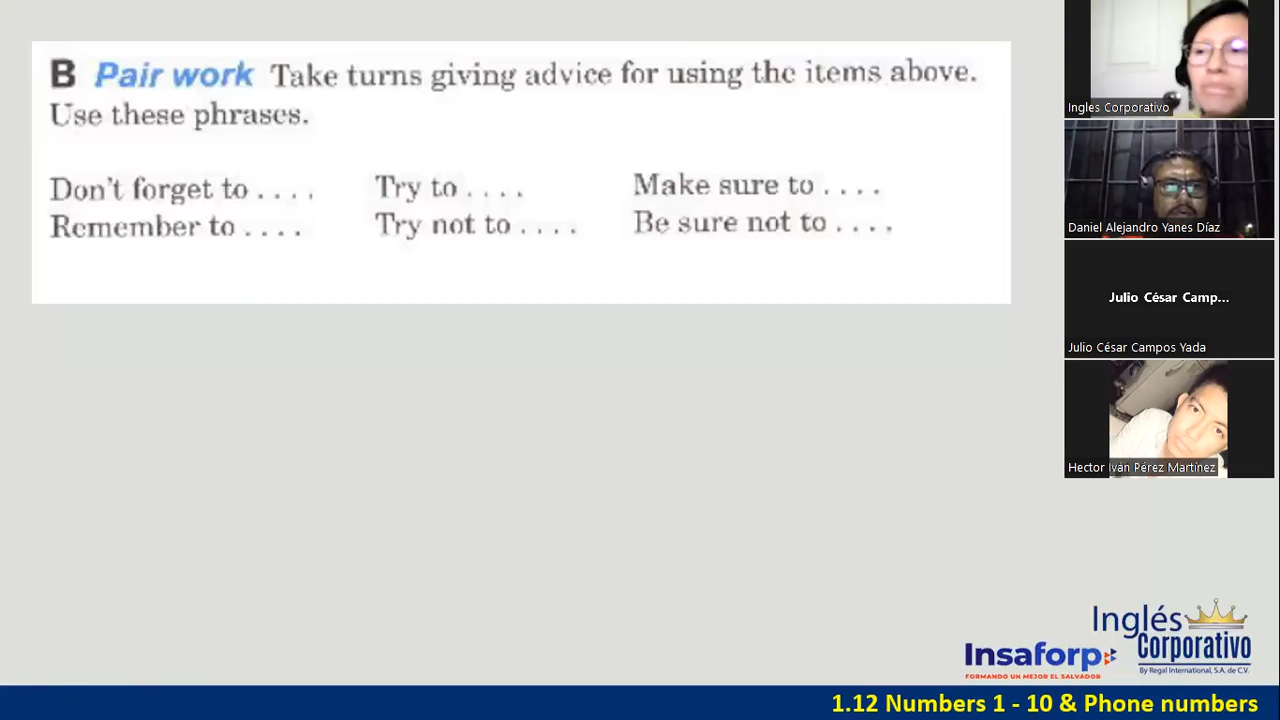 B Pair work Take turns giving advice for using the items above.
Use these phrases.
Don't forget to . . . .
Try to . . . .
Make sure to . . . .
Remember to . . . .
Try not to . . . .
Be sure not to . . . .
Ingles Corporativo
Daniel Alejandro Yanes Díaz
Julio César Camp...
Julio César Campos Yada
Hector Iván Pérez Martínez
Inglés
Corporativo
By Regal International, S.A. de C.V.
Insaforp
FORMANDO UN MEJOR EL SALVADOR
1.12 Numbers 1 - 10 & Phone numbers